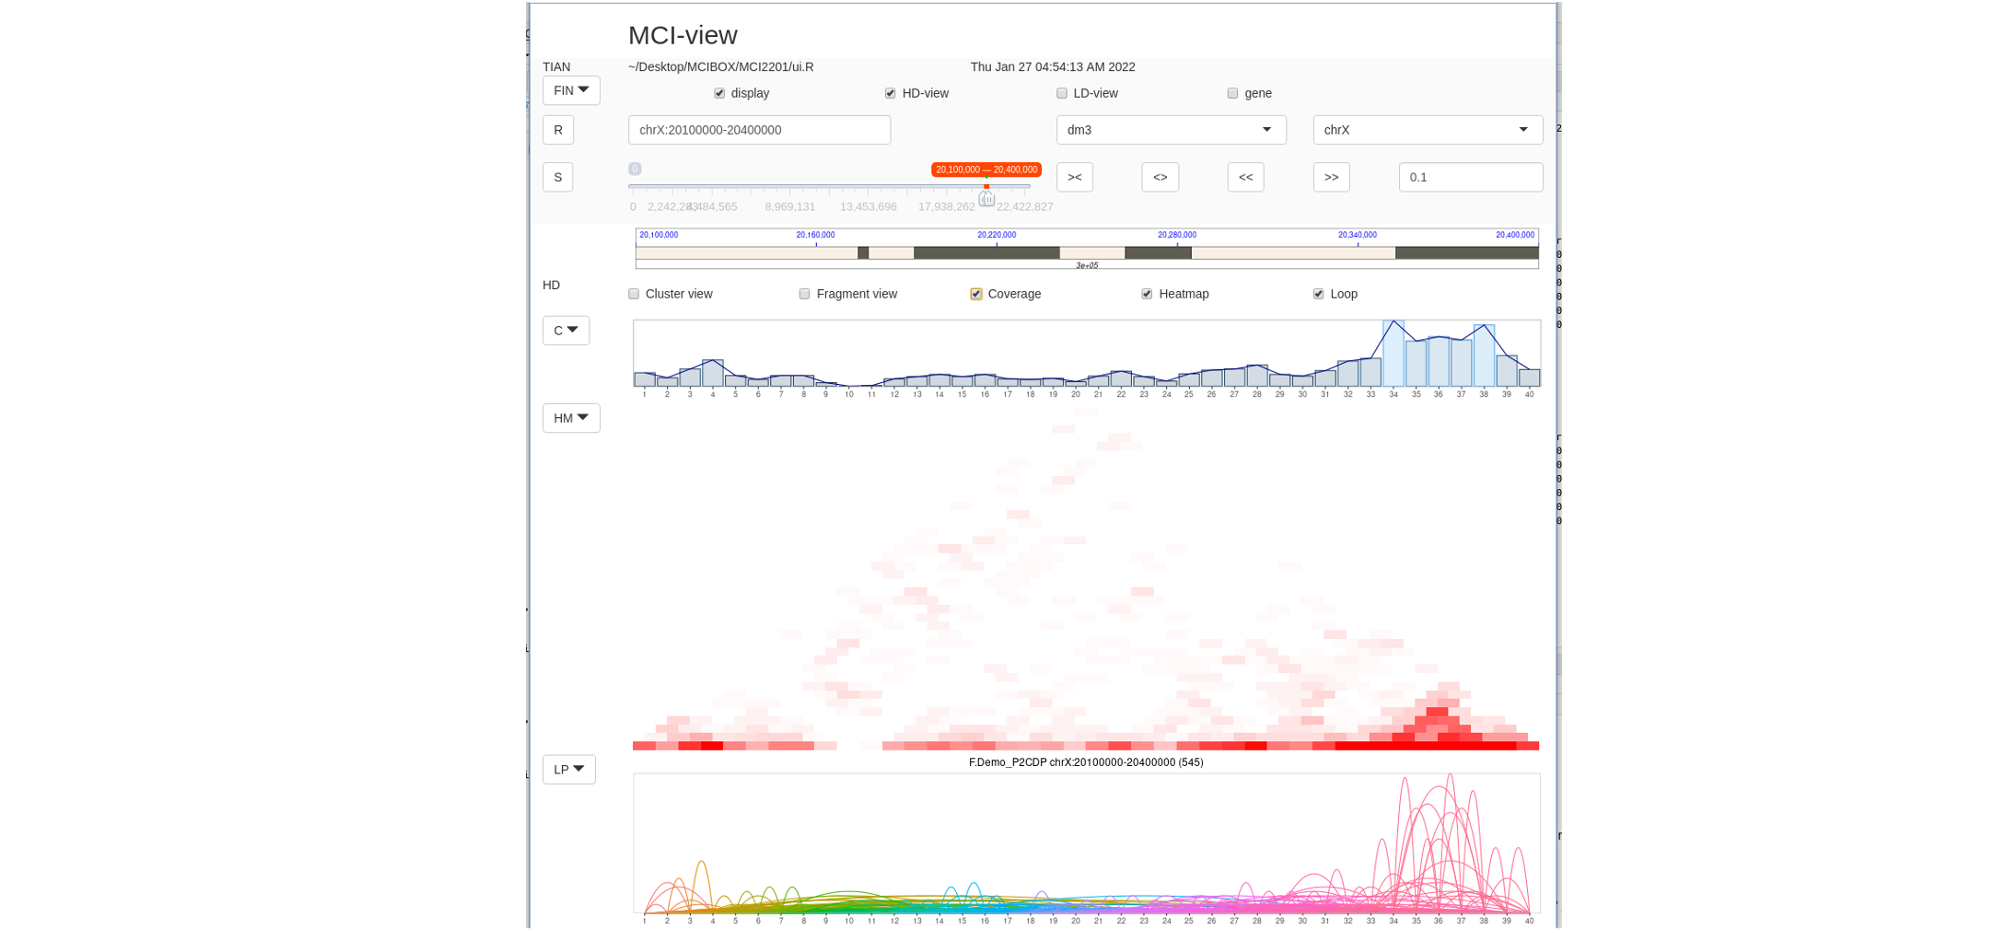 MCI-view
TIAN ~/Desktop/MCIBOX/MCI2201/ui.R Thu Jan 27 04:54:13 AM 2022
FIN display HD-view LD-view gene
R chrX:20100000-20400000 dm3 chrX
S 0 20,100,000 — 20,400,000 >< <> << >> 0.1
0 4,484,565 8,969,131 13,453,696 17,938,262 22,422,827
20,100,000 20,160,000 20,220,000 20,280,000 20,340,000 20,400,000
3e+05
HD Cluster view Fragment view Coverage Heatmap Loop
C
1 2 3 4 5 6 7 8 9 10 11 12 13 14 15 16 17 18 19 20 21 22 23 24 25 26 27 28 29 30 31 32 33 34 35 36 37 38 39 40
HM
F.Demo_P2CDP chrX:20100000-20400000 (545)
LP
1 2 3 4 5 6 7 8 9 10 11 12 13 14 15 16 17 18 19 20 21 22 23 24 25 26 27 28 29 30 31 32 33 34 35 36 37 38 39 40